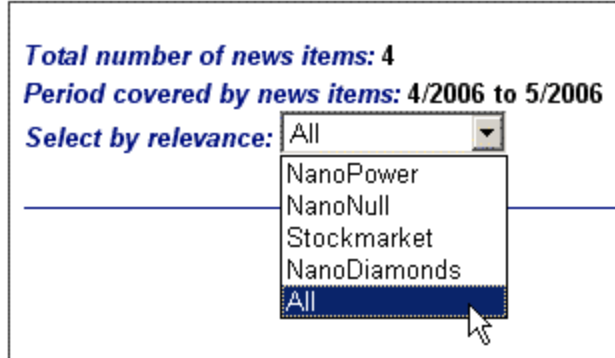 Total number of news items: 4
Period covered by news items: 4/2006 to 5/2006
Select by relevance: All
NanoPower
NanoNull
Stockmarket
NanoDiamonds
All